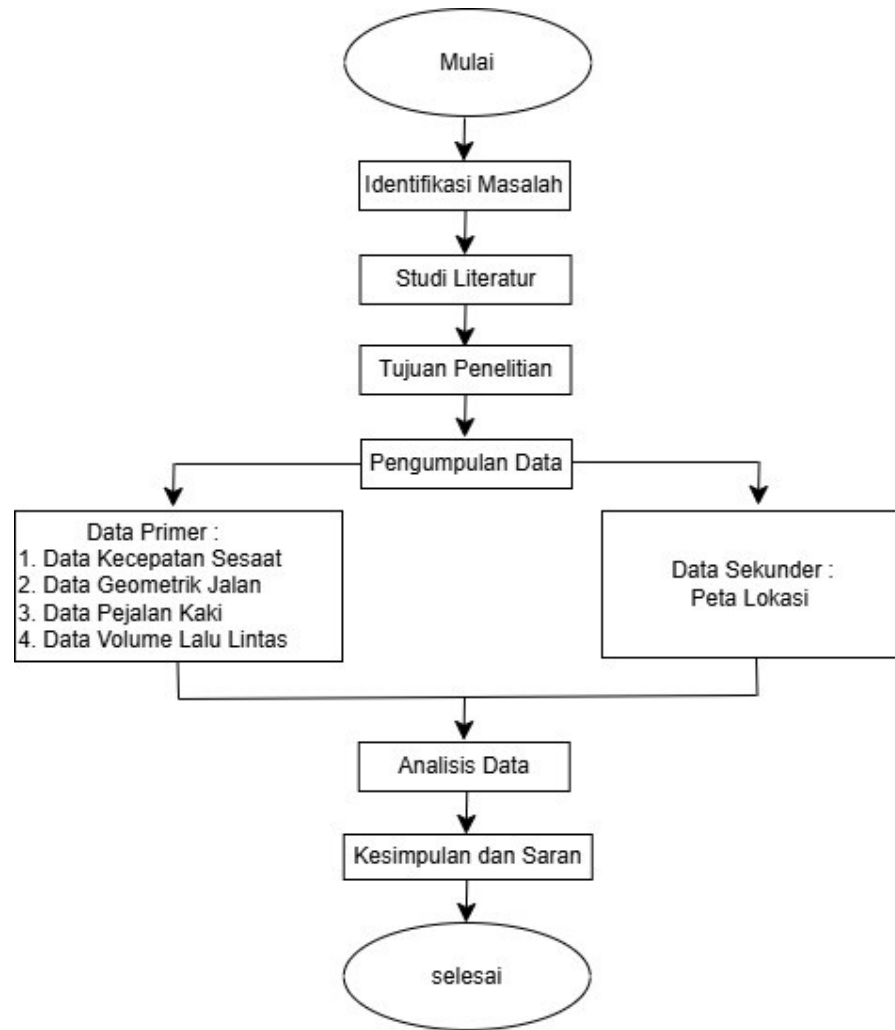 Mulai
Identifikasi Masalah
Studi Literatur
Tujuan Penelitian
Pengumpulan Data
Data Primer :
1. Data Kecepatan Sesaat
2. Data Geometrik Jalan
3. Data Pejalan Kaki
4. Data Volume Lalu Lintas
Data Sekunder :
Peta Lokasi
Analisis Data
Kesimpulan dan Saran
selesai